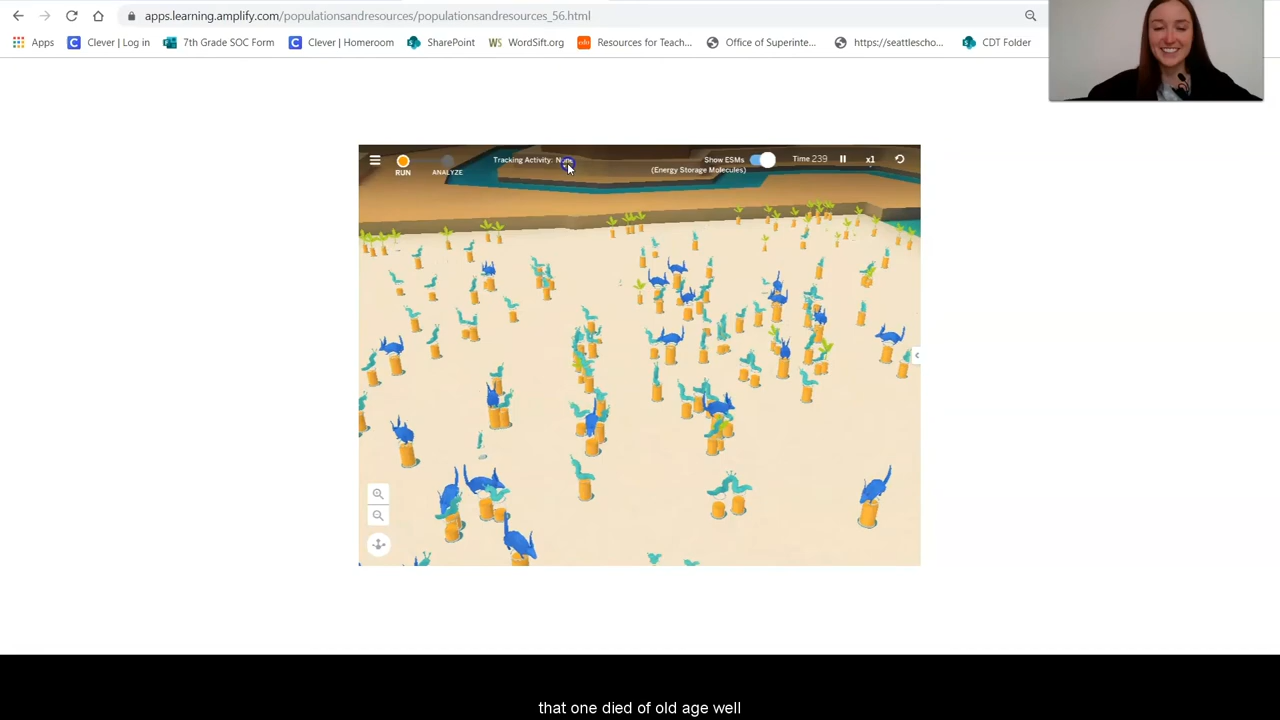 apps.learning.amplify.com/populationsandresources/populationsandresources_56.html
Apps
Clever | Log in
7th Grade SOC Form
Clever | Homeroom
SharePoint
WS WordSift.org
Resources for Teach...
Office of Superinte...
https://seattlescho...
CDT Folder
RUN
ANALYZE
Tracking Activity:
Show ESMs
(Energy Storage Molecules)
Time 239
x1
that one died of old age well